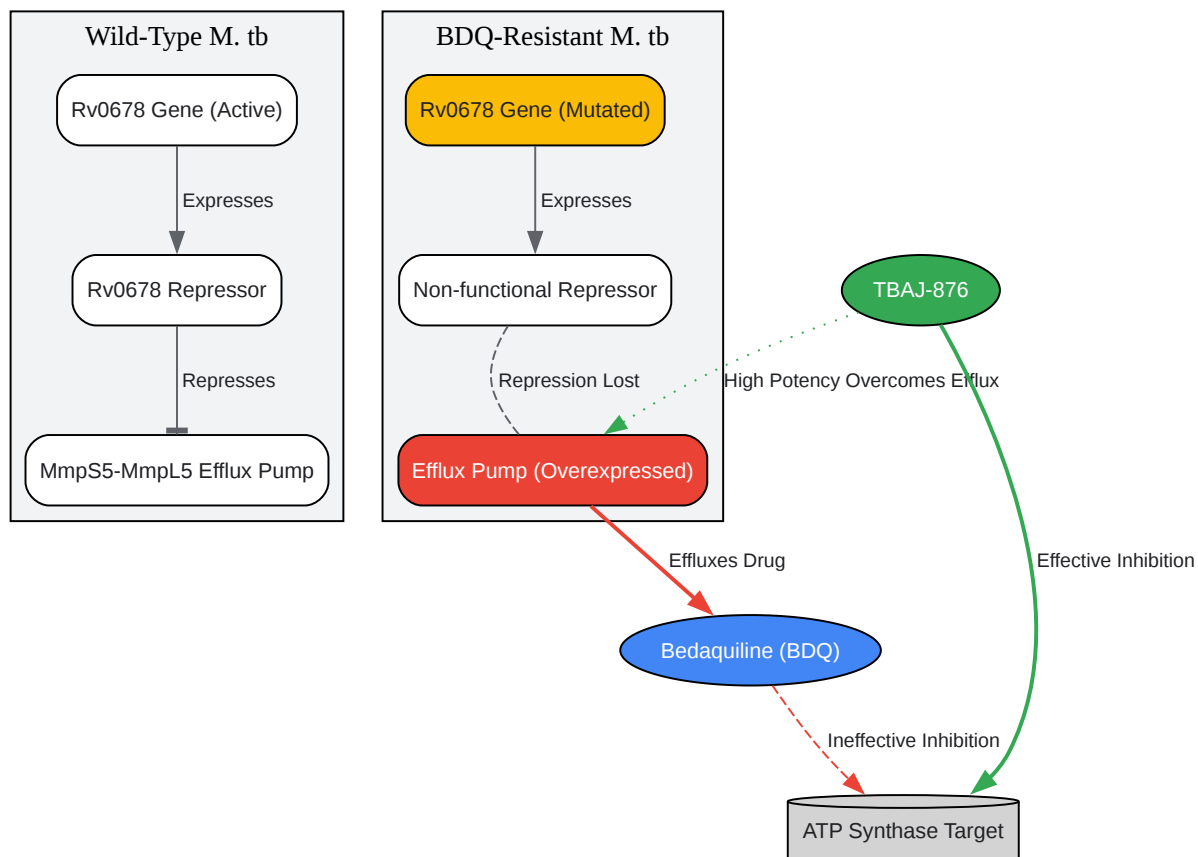 Wild-Type M. tb
BDQ-Resistant M. tb
Rv0678 Gene (Active)
Rv0678 Gene (Mutated)
Expresses
Expresses
Rv0678 Repressor
Non-functional Repressor
TBAJ-876
Represses
Repression Lost
High Potency Overcomes Efflux
MmpS5-MmpL5 Efflux Pump
Efflux Pump (Overexpressed)
Effluxes Drug
Effective Inhibition
Bedaquiline (BDQ)
Ineffective Inhibition
ATP Synthase Target